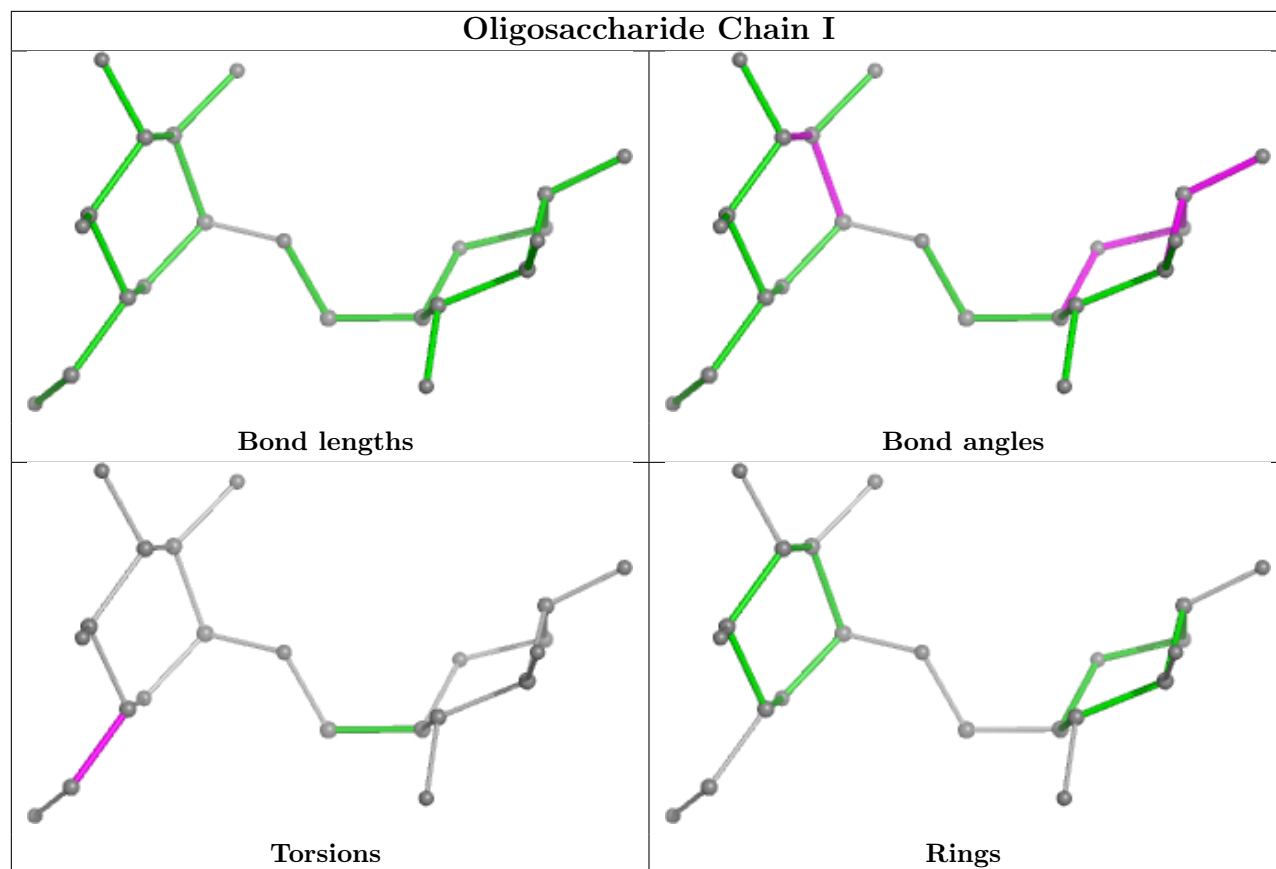 Oligosaccharide Chain I
Bond lengths
Bond angles
Torsions
Rings